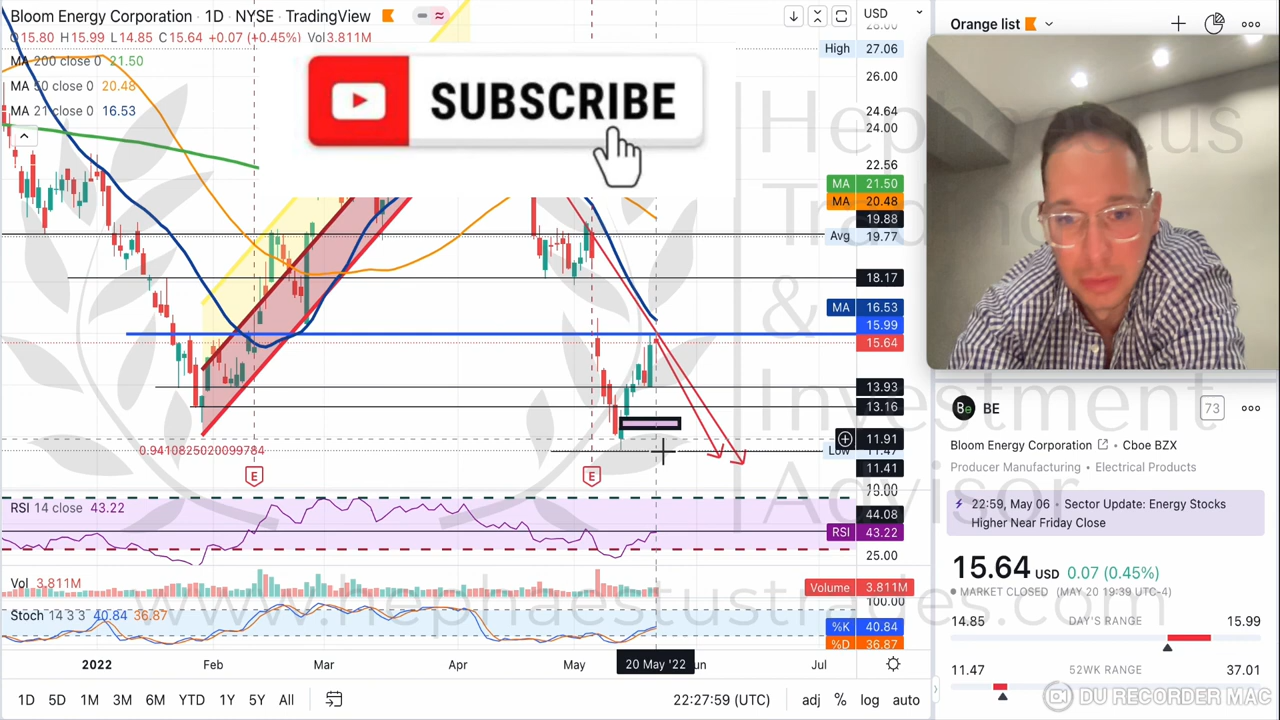 Bloom Energy Corporation · 1D · NYSE · TradingView
O15.80 H15.99 L14.85 C15.64 +0.07 (+0.45%) Vol3.811M
MA 200 close 0 21.50
MA 50 close 0 20.48
MA 21 close 0 16.53
SUBSCRIBE
USD
28.00
High 27.06
26.00
24.64
24.00
22.56
MA 21.50
MA 20.48
19.88
Avg 19.77
18.17
MA 16.53
15.99
15.64
13.93
13.16
11.91
Low 11.47
11.41
0.9410825020099784
E
E
RSI 14 close 43.22
44.08
RSI 43.22
25.00
Vol 3.811M
Volume 3.811M
100.00
Stoch 14 3 3 40.84 36.87
%K 40.84
%D 36.87
2022
Feb
Mar
Apr
May
20 May '22
un
Jul
1D 5D 1M 3M 6M YTD 1Y 5Y All
22:27:59 (UTC)
adj % log auto
Orange list
Be BE
73
Bloom Energy Corporation · Cboe BZX
Producer Manufacturing · Electrical Products
22:59, May 06 · Sector Update: Energy Stocks
Higher Near Friday Close
15.64 USD 0.07 (0.45%)
MARKET CLOSED (MAY 20 19:39 UTC-4)
14.85 DAY'S RANGE 15.99
11.47 52WK RANGE 37.01
Hephaestus
Trading
&
Investment
Advisor
www.hephaestustrades.com
DU RECORDER MAC